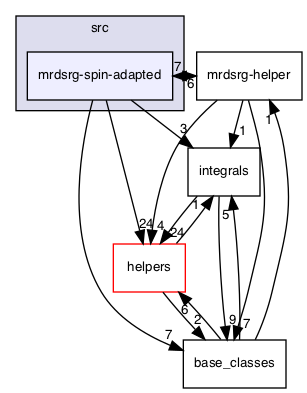 src
mrdsrg-spin-adapted
7
6
mrdsrg-helper
3
1
1
integrals
24
4
1
24
5
helpers
7
6
2
9
7
base_classes